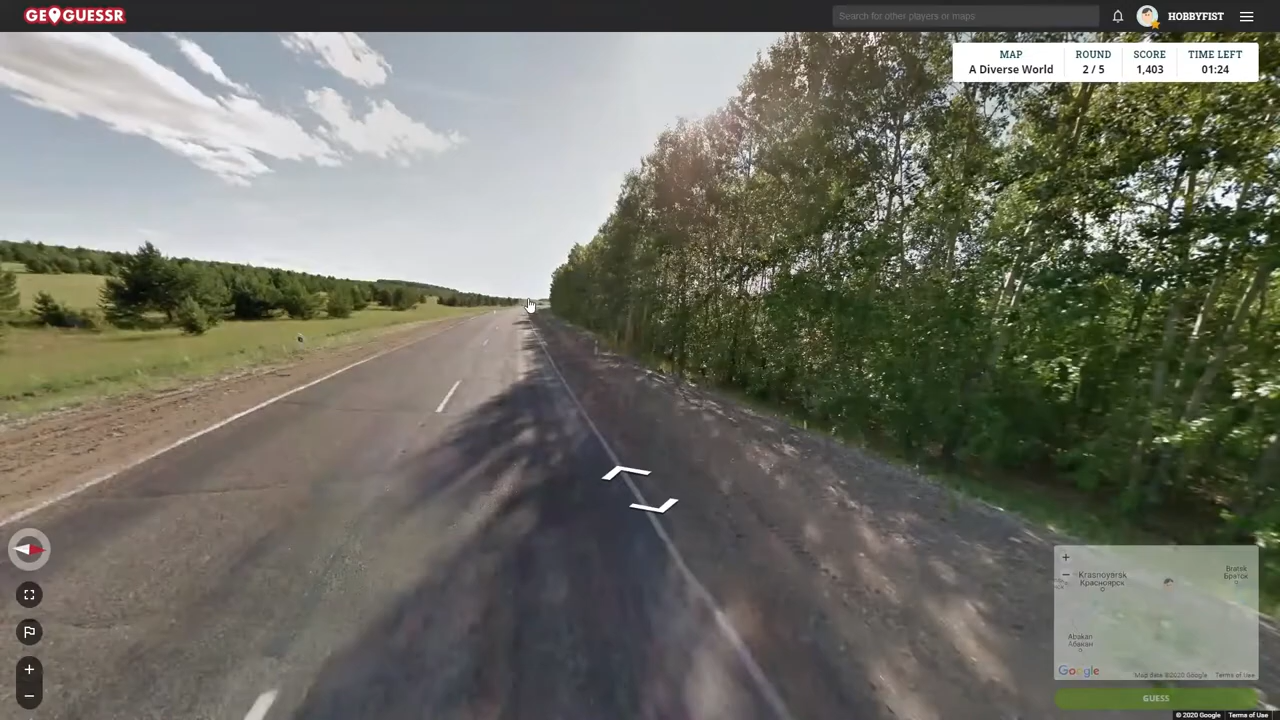 GEOGUESSR
Search for other players or maps
HOBBYFIST
MAP
A Diverse World
ROUND
2 / 5
SCORE
1,403
TIME LEFT
01:24
+
−
+
−
Krasnoyarsk
Красноярск
Bratsk
Братск
Abakan
Абакан
Google
Map data ©2020 Google
Terms of Use
GUESS
© 2020 Google
Terms of Use